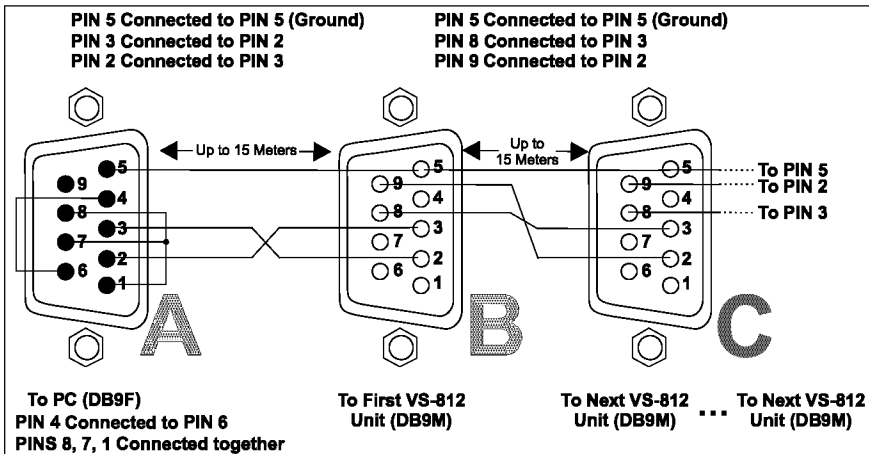 PIN 5 Connected to PIN 5 (Ground)
PIN 3 Connected to PIN 2
PIN 2 Connected to PIN 3
PIN 5 Connected to PIN 5 (Ground)
PIN 8 Connected to PIN 3
PIN 9 Connected to PIN 2
Up to 15 Meters
Up to
15 Meters
5
9
4
8
3
7
2
6
1
5
9
4
8
3
7
2
6
1
5
9
4
8
3
7
2
6
1
To PIN 5
To PIN 2
To PIN 3
A
B
C
To PC (DB9F)
PIN 4 Connected to PIN 6
PINS 8, 7, 1 Connected together
To First VS-812
Unit (DB9M)
To Next VS-812
Unit (DB9M)
...
To Next VS-812
Unit (DB9M)